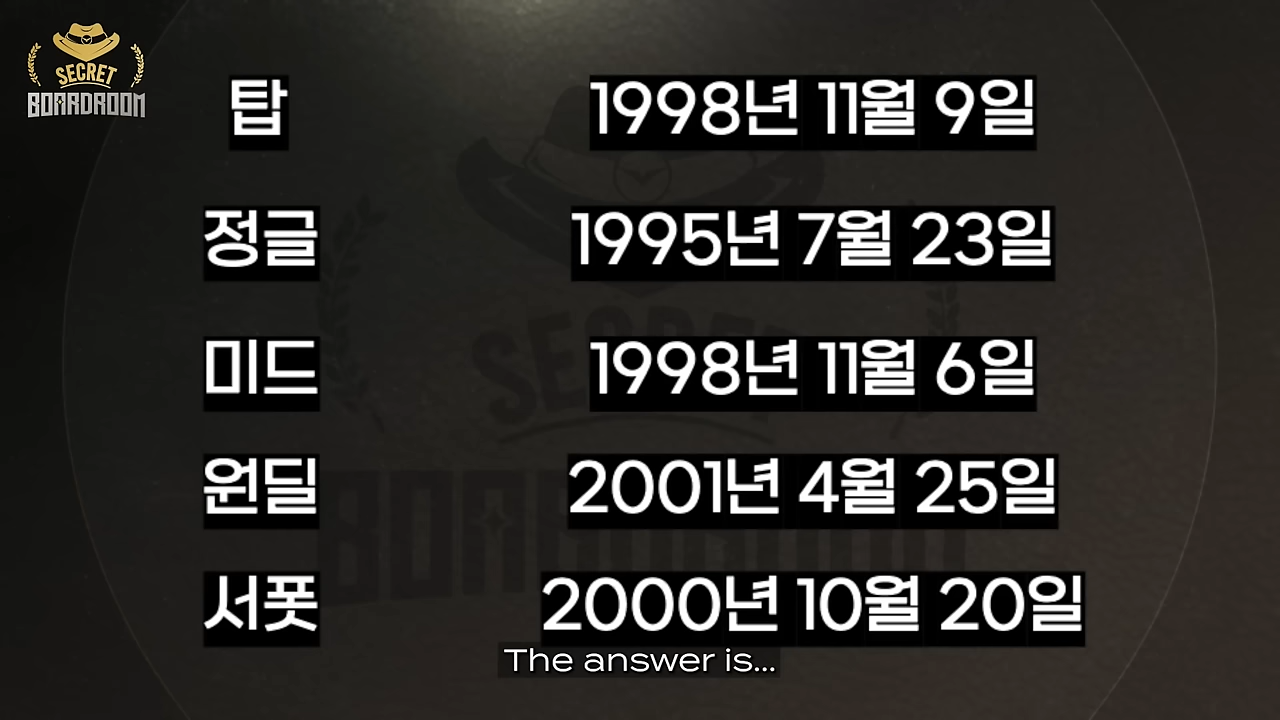 SECRET
BOARDROOM
탑 1998년 11월 9일
정글 1995년 7월 23일
미드 1998년 11월 6일
원딜 2001년 4월 25일
서폿 2000년 10월 20일
The answer is...